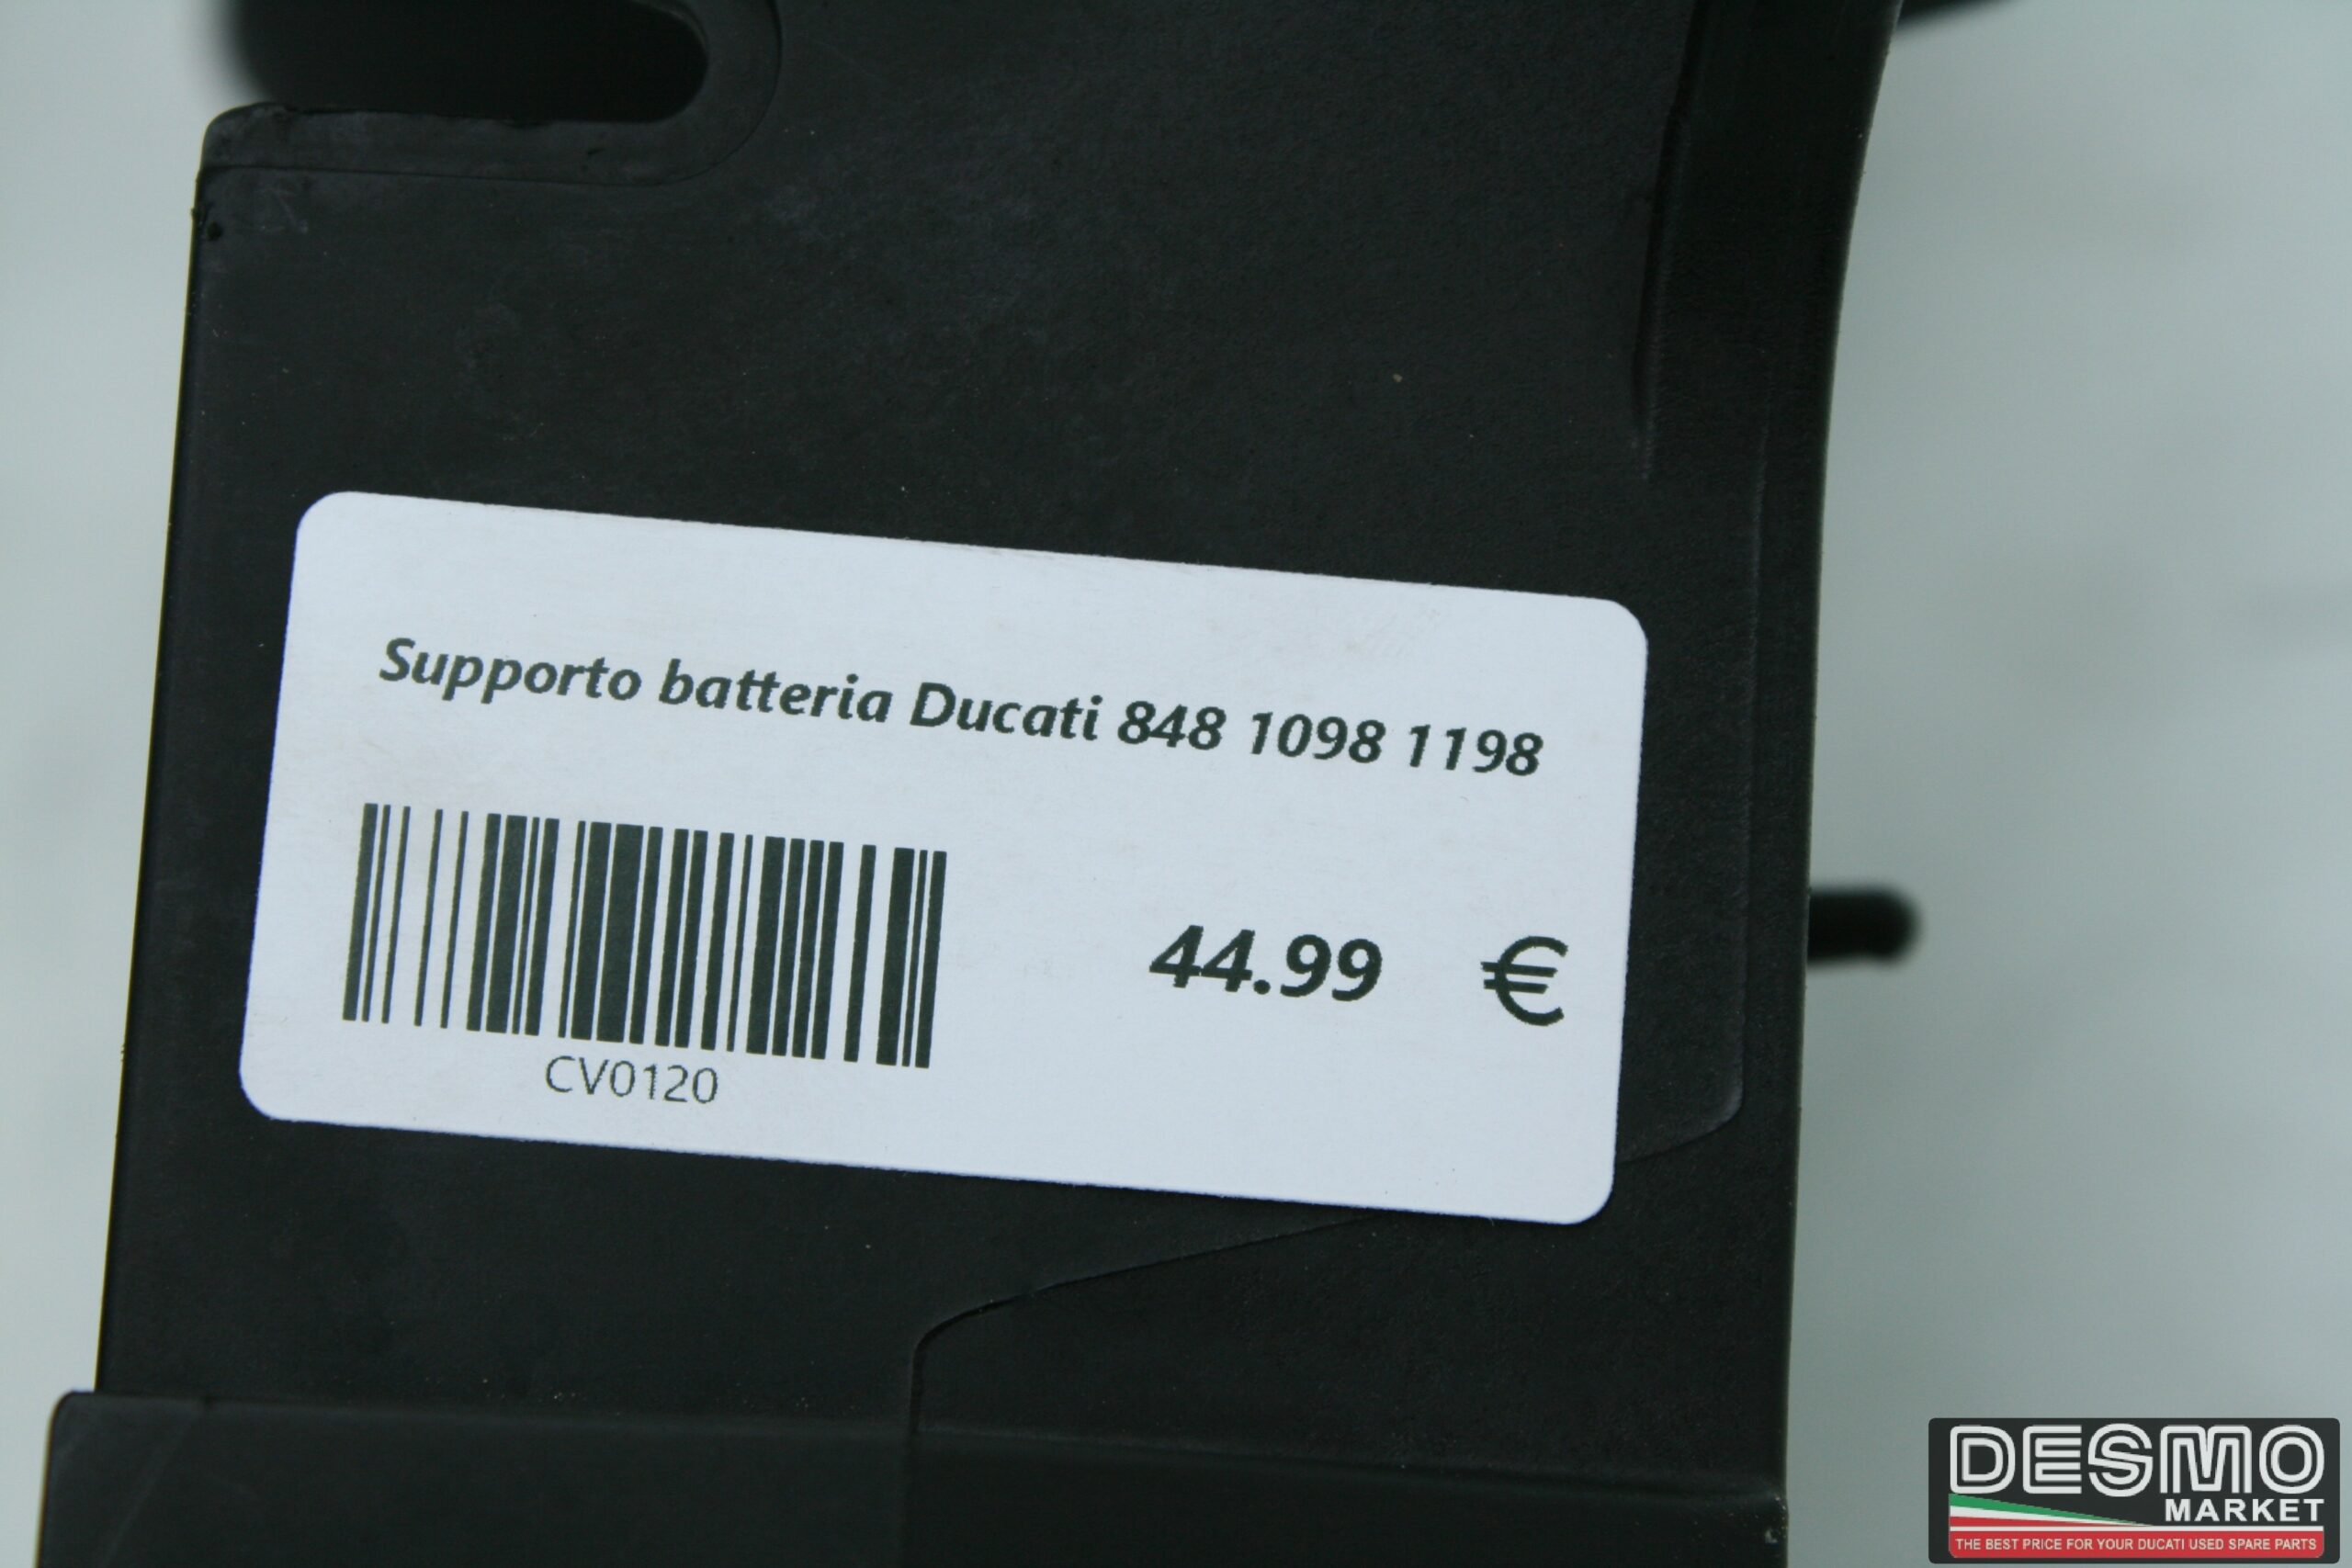 Supporto batteria Ducati 848 1098 1198
44.99 €
CV0120
DESMO
MARKET
THE BEST PRICE FOR YOUR DUCATI USED SPARE PARTS